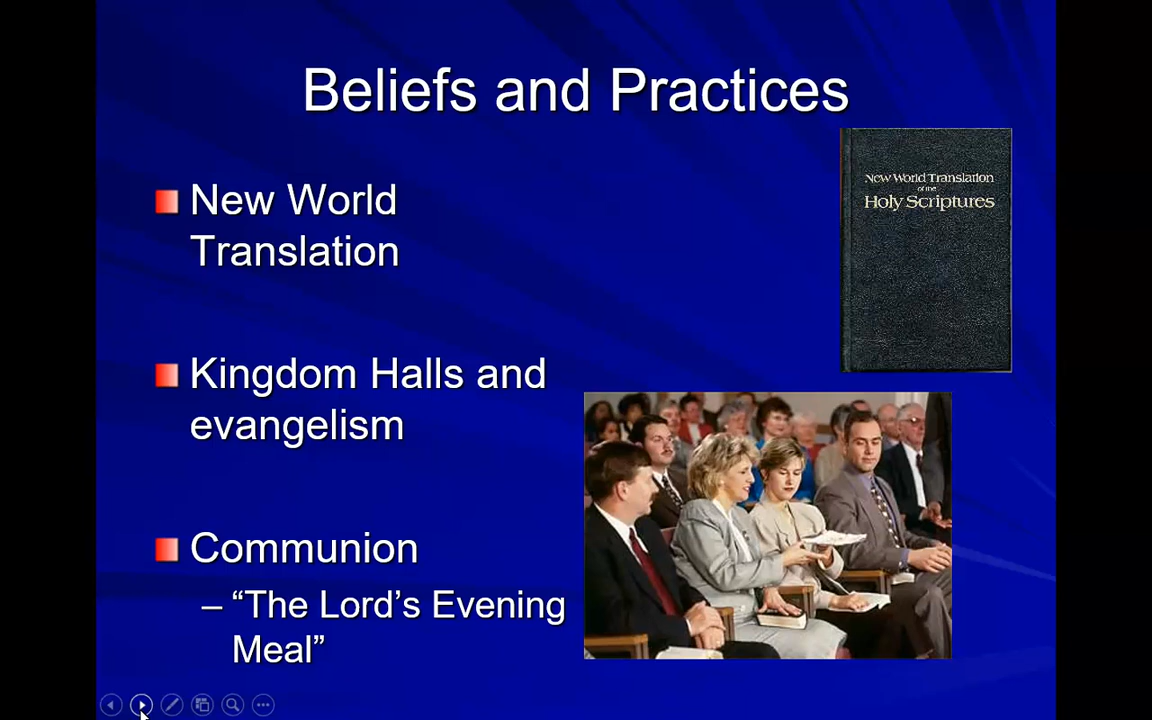 Beliefs and Practices
New World
Translation
Kingdom Halls and
evangelism
Communion
– “The Lord’s Evening
Meal”
New World Translation
of the
Holy Scriptures